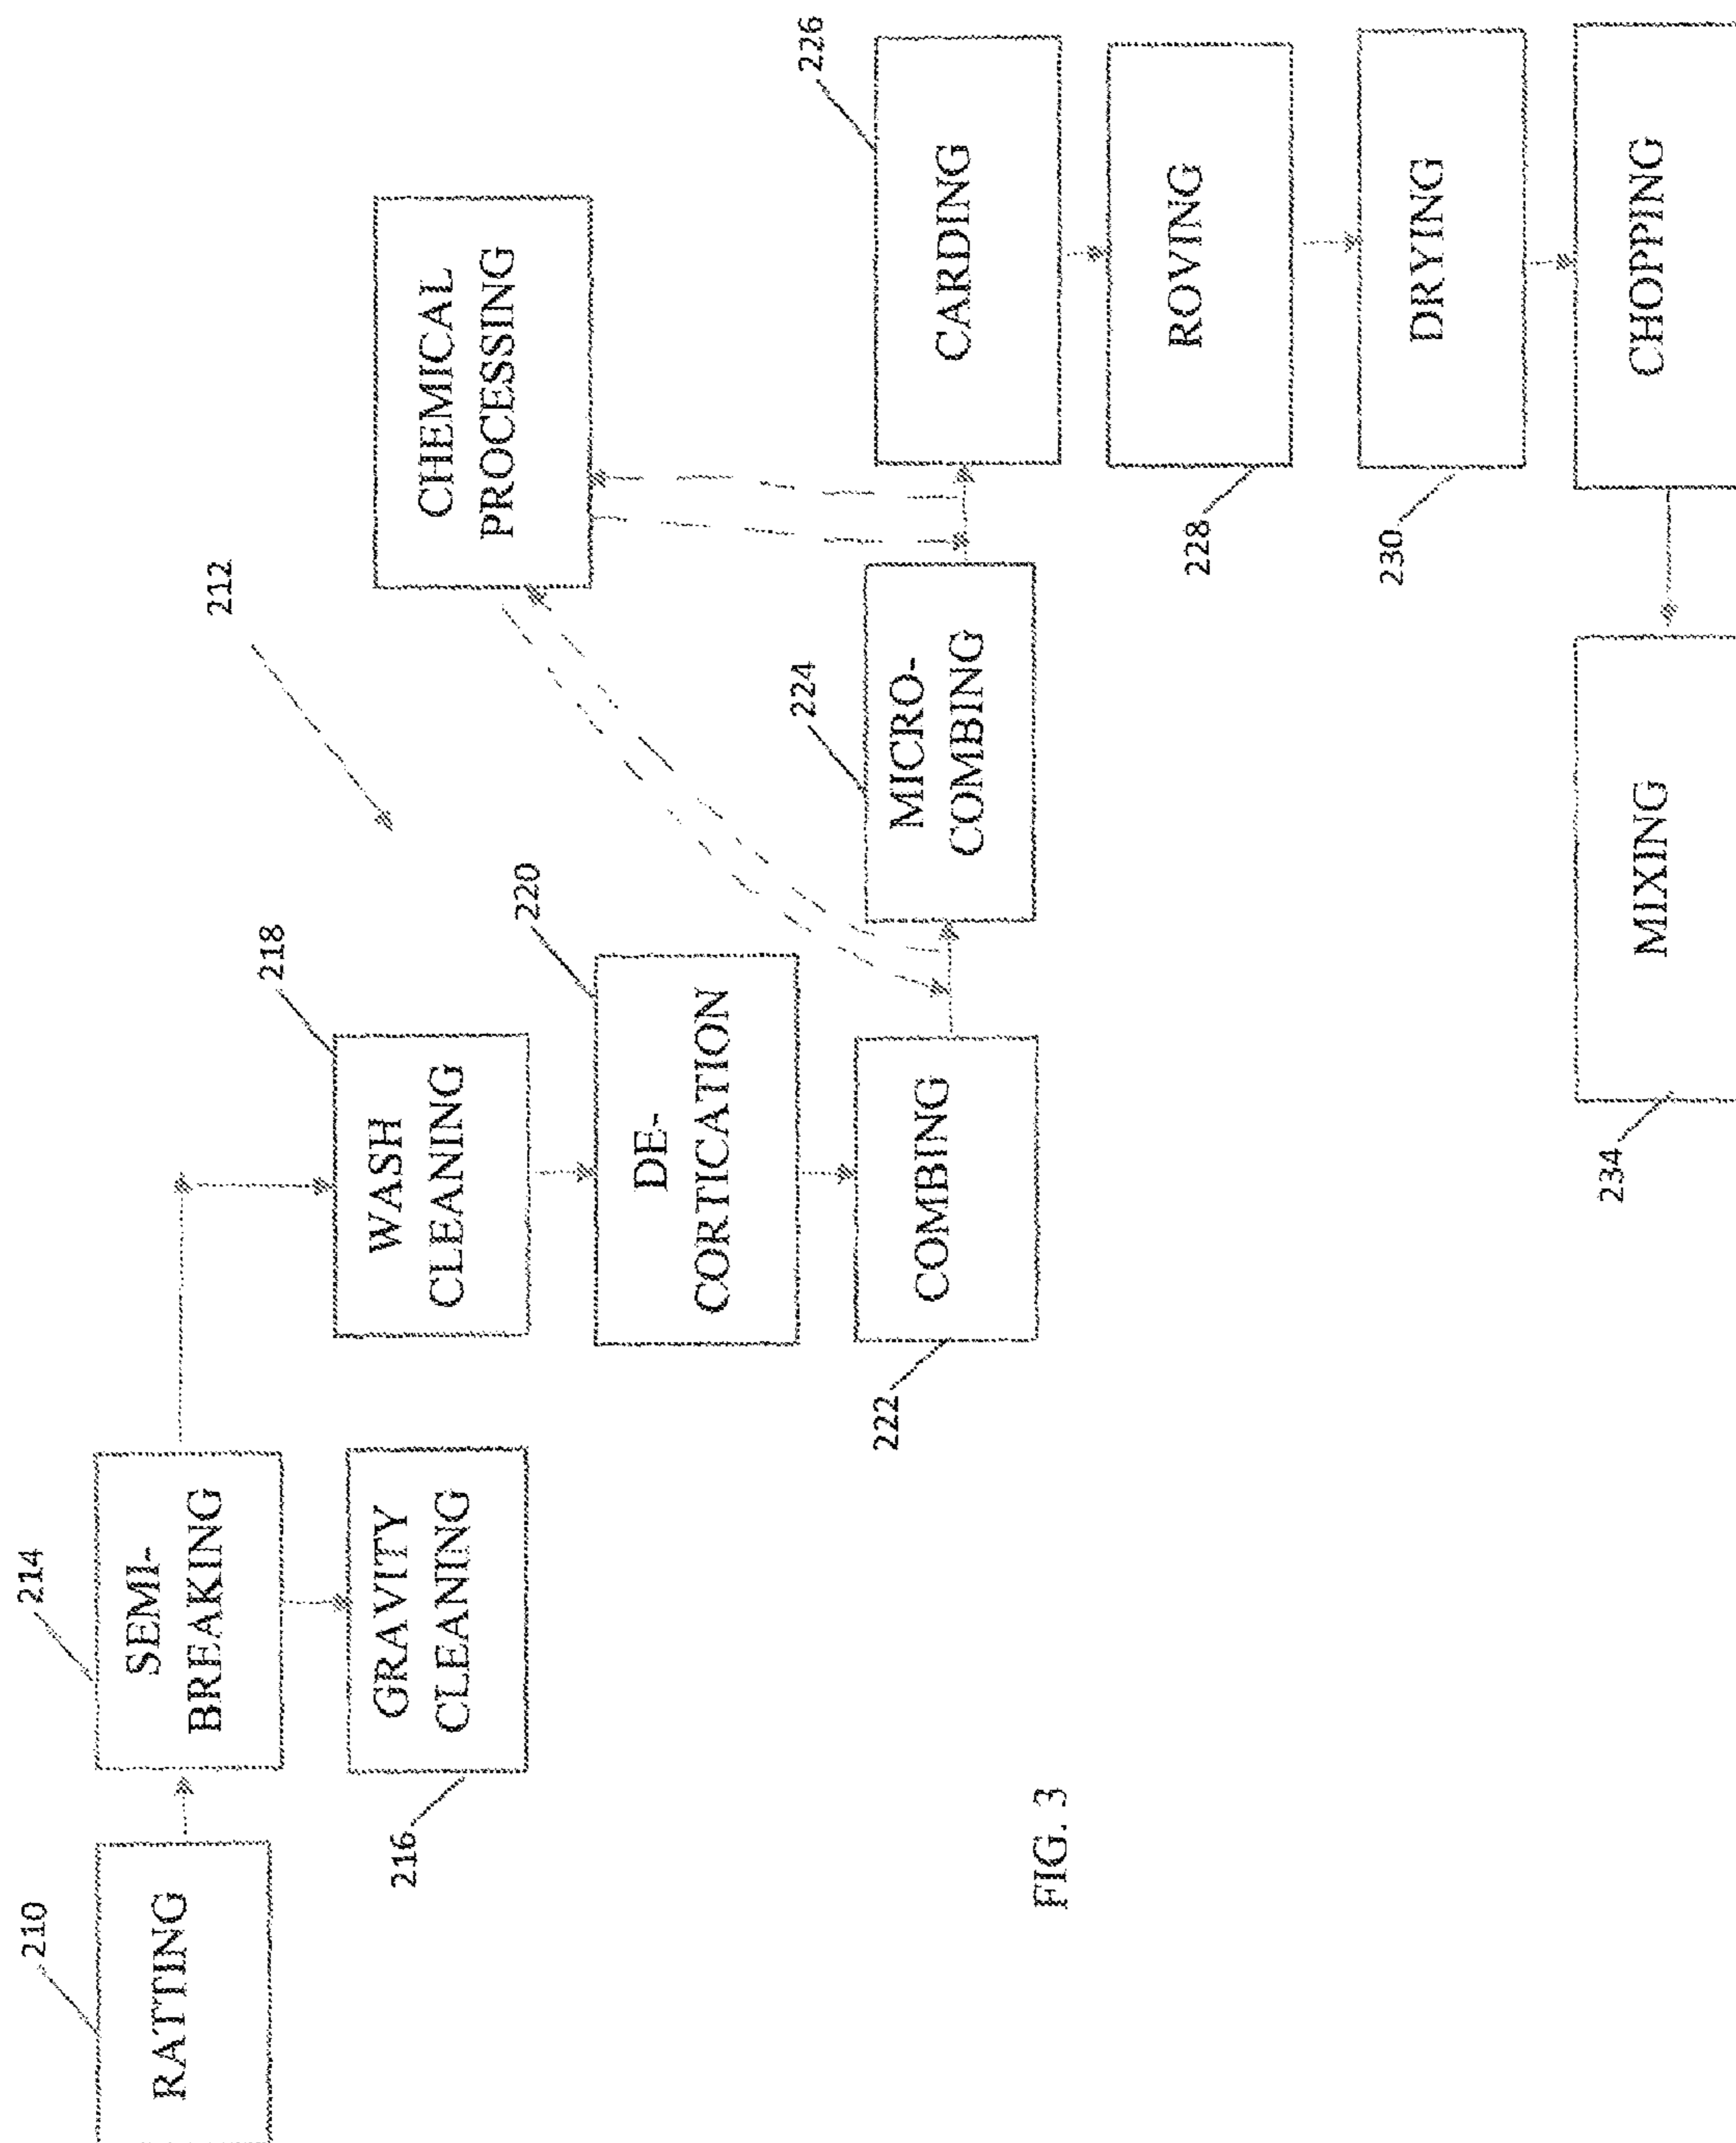 210
RATTING
214
SEMI-
BREAKING
216
GRAVITY
CLEANING
212
218
WASH
CLEANING
220
DE-
CORTICATION
222
COMBING
224
MICRO-
COMBING
CHEMICAL
PROCESSING
226
CARDING
228
ROVING
230
DRYING
CHOPPING
234
MIXING
FIG. 3